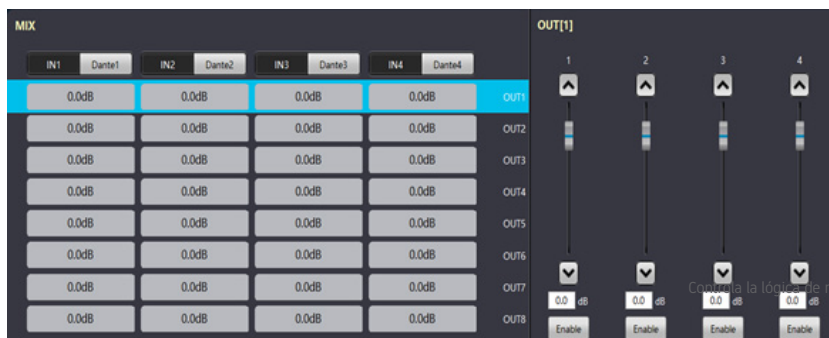 MIX
IN1 Dante1 IN2 Dante2 IN3 Dante3 IN4 Dante4
0.0dB 0.0dB 0.0dB 0.0dB OUT1
0.0dB 0.0dB 0.0dB 0.0dB OUT2
0.0dB 0.0dB 0.0dB 0.0dB OUT3
0.0dB 0.0dB 0.0dB 0.0dB OUT4
0.0dB 0.0dB 0.0dB 0.0dB OUT5
0.0dB 0.0dB 0.0dB 0.0dB OUT6
0.0dB 0.0dB 0.0dB 0.0dB OUT7
0.0dB 0.0dB 0.0dB 0.0dB OUT8
OUT[1]
1 2 3 4
Controla la lógica de
0.0 dB 0.0 dB 0.0 dB 0.0 dB
Enable Enable Enable Enable